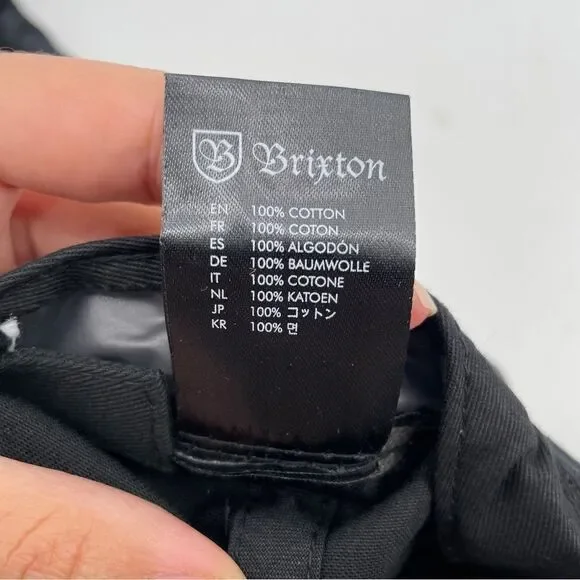 B Brixton
EN 100% COTTON
FR 100% COTON
ES 100% ALGODÓN
DE 100% BAUMWOLLE
IT 100% COTONE
NL 100% KATOEN
JP 100% コットン
KR 100% 면